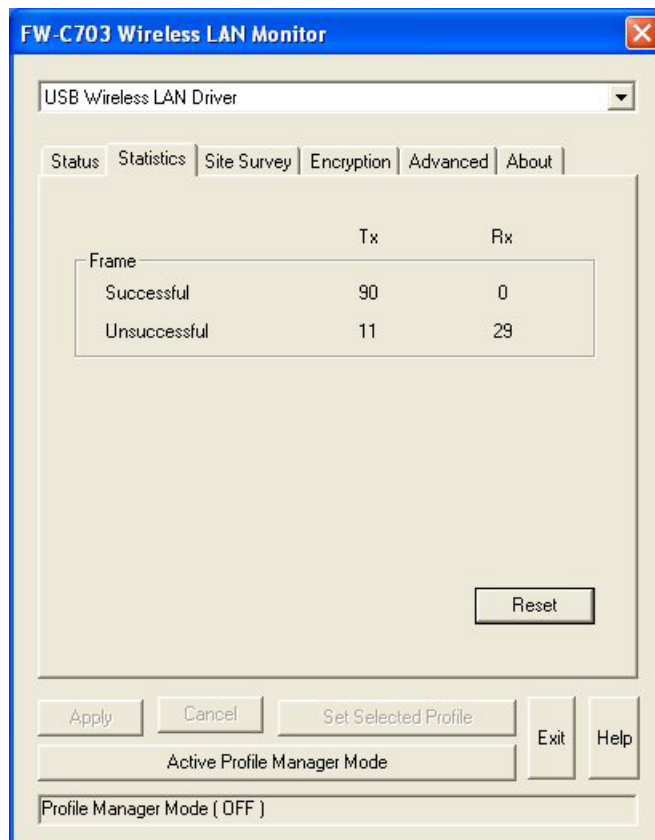 FW-C703 Wireless LAN Monitor
USB Wireless LAN Driver
Status Statistics Site Survey Encryption Advanced About
Tx Rx
Frame
Successful 90 0
Unsuccessful 11 29
Reset
Apply Cancel Set Selected Profile
Exit Help
Active Profile Manager Mode
Profile Manager Mode ( OFF )